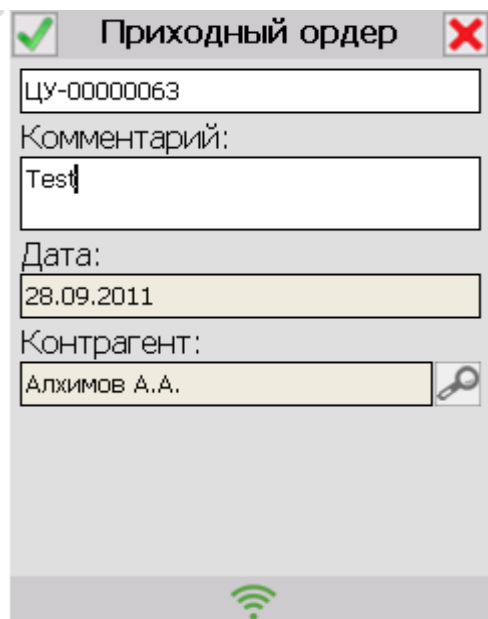 Приходный ордер
ЦУ-00000063
Комментарий:
Test
Дата:
28.09.2011
Контрагент:
Алхимов А.А.